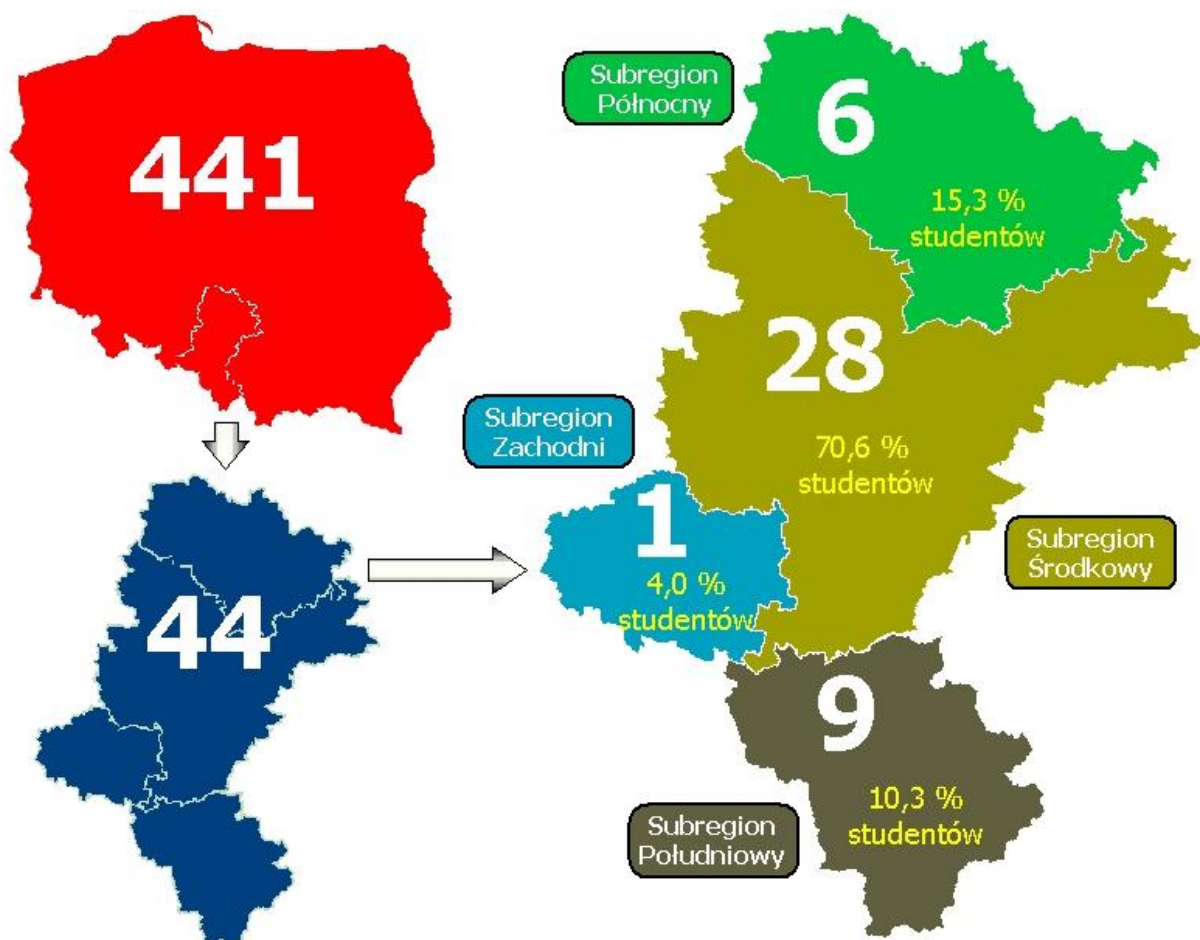 441
44
Subregion
Północny
6
15,3 %
studentów
28
70,6 %
studentów
Subregion
Zachodni
1
4,0 %
studentów
Subregion
Środkowy
9
10,3 %
studentów
Subregion
Południowy